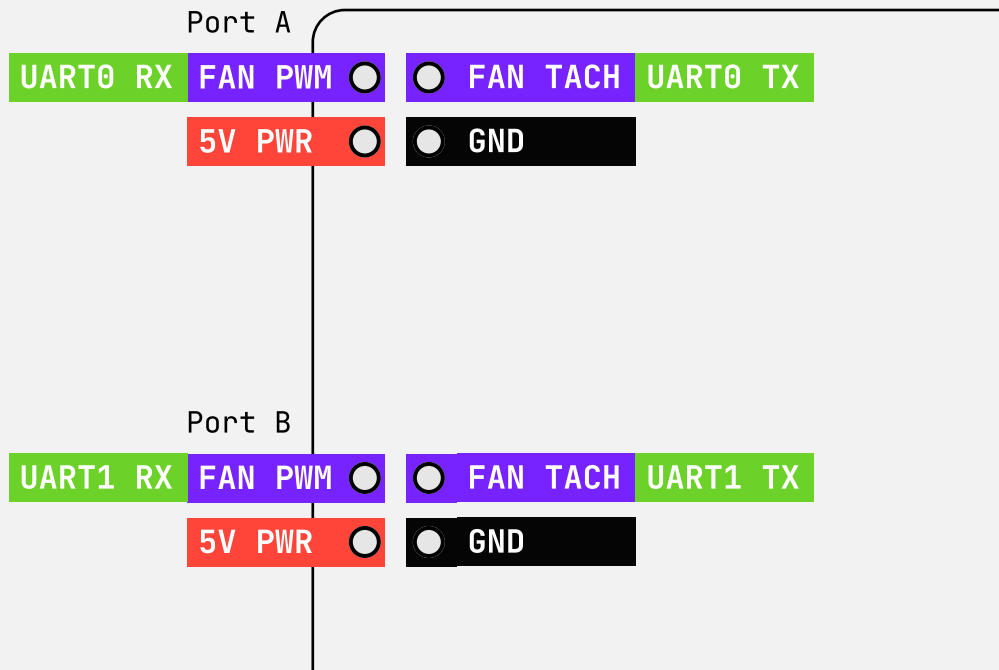 Port A
UART0 RX FAN PWM FAN TACH UART0 TX
5V PWR GND
Port B
UART1 RX FAN PWM FAN TACH UART1 TX
5V PWR GND